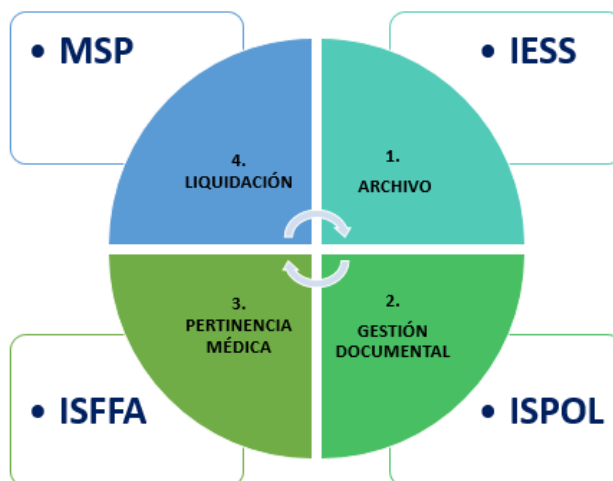 • MSP
• IESS
4.
LIQUIDACIÓN
1.
ARCHIVO
3.
PERTINENCIA
MÉDICA
2.
GESTIÓN
DOCUMENTAL
• ISFFA
• ISPOL